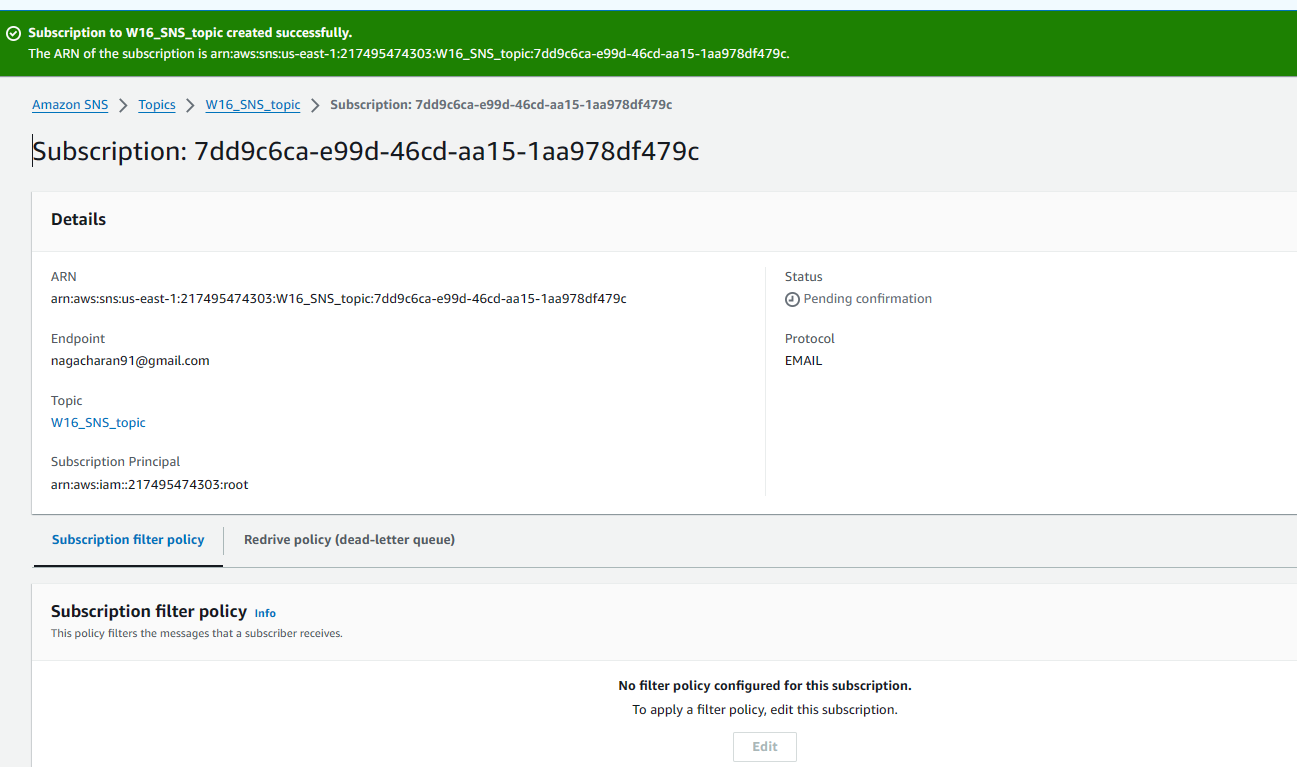 Subscription to W16_SNS_topic created successfully.
The ARN of the subscription is arn:aws:sns:us-east-1:217495474303:W16_SNS_topic:7dd9c6ca-e99d-46cd-aa15-1aa978df479c.
Amazon SNS > Topics > W16_SNS_topic > Subscription: 7dd9c6ca-e99d-46cd-aa15-1aa978df479c
Subscription: 7dd9c6ca-e99d-46cd-aa15-1aa978df479c
Details
ARN
arn:aws:sns:us-east-1:217495474303:W16_SNS_topic:7dd9c6ca-e99d-46cd-aa15-1aa978df479c
Endpoint
nagacharan91@gmail.com
Topic
W16_SNS_topic
Subscription Principal
arn:aws:iam::217495474303:root
Status
Pending confirmation
Protocol
EMAIL
Subscription filter policy
Redrive policy (dead-letter queue)
Subscription filter policy Info
This policy filters the messages that a subscriber receives.
No filter policy configured for this subscription.
To apply a filter policy, edit this subscription.
Edit